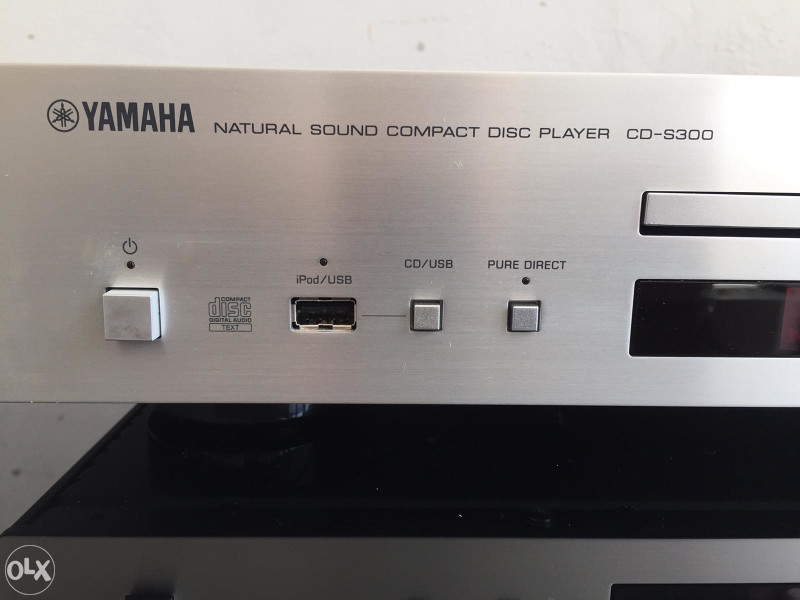 YAMAHA NATURAL SOUND COMPACT DISC PLAYER CD-S300
CD/USB PURE DIRECT
iPod/USB
COMPACT
disc
DIGITAL AUDIO
TEXT
OLX